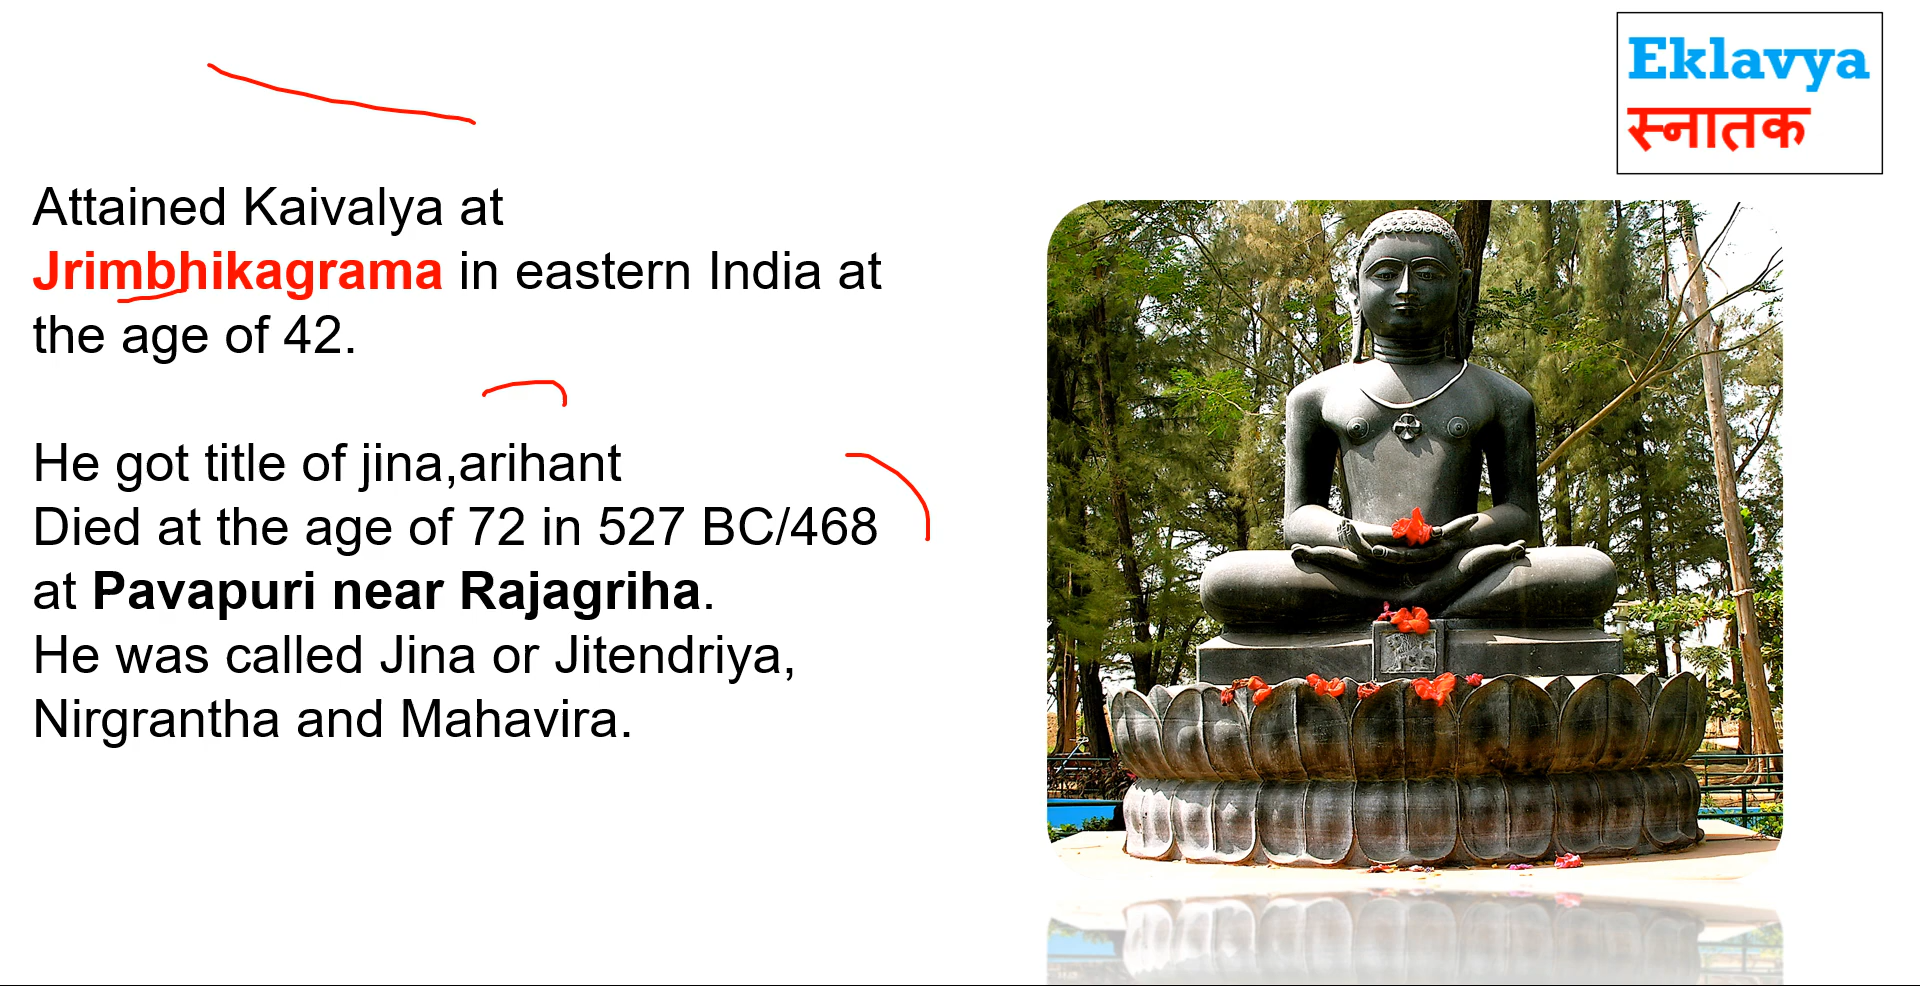 Eklavya
स्नातक
Attained Kaivalya at
Jrimbhikagrama in eastern India at
the age of 42.
He got title of jina,arihant
Died at the age of 72 in 527 BC/468
at Pavapuri near Rajagriha.
He was called Jina or Jitendriya,
Nirgrantha and Mahavira.